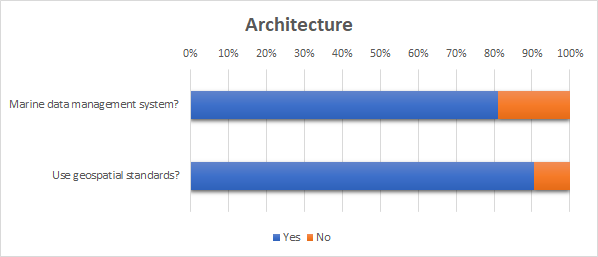 Architecture
0% 10% 20% 30% 40% 50% 60% 70% 80% 90% 100%
Marine data management system?
Use geospatial standards?
Yes No